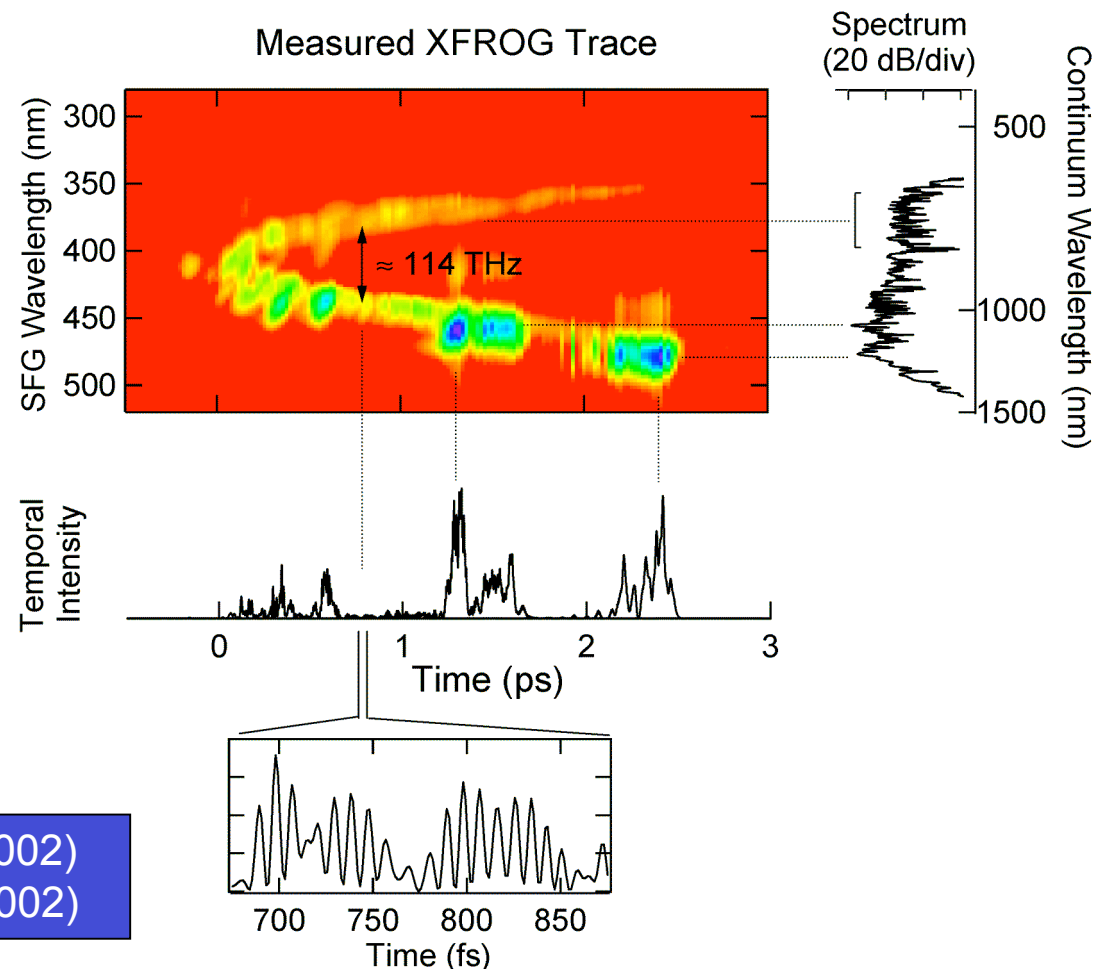 Measured XFROG Trace
Spectrum
(20 dB/div)
SFG Wavelength (nm)
300
350
400
450
500
≈ 114 THz
500
1000
1500
Continuum Wavelength (nm)
Temporal
Intensity
0 1 2 3
Time (ps)
700 750 800 850
Time (fs)
002)
002)